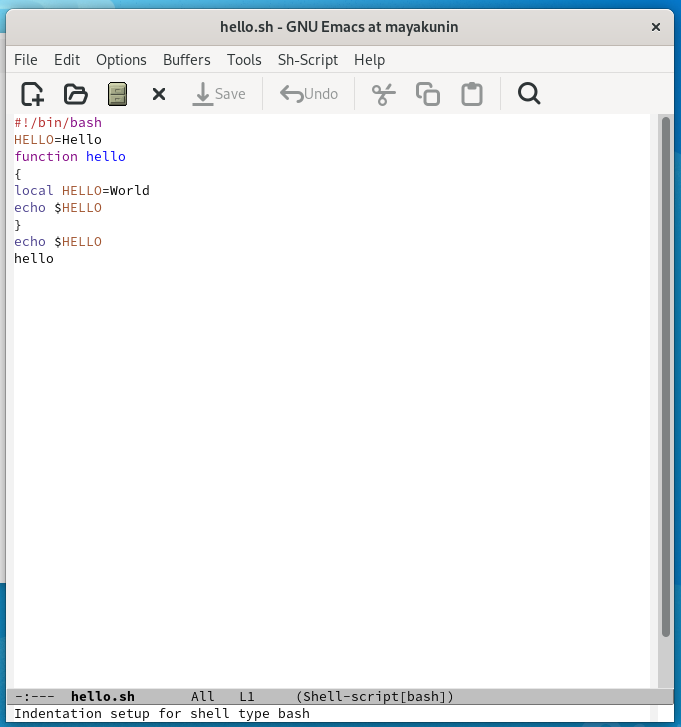 hello.sh - GNU Emacs at mayakunin
File Edit Options Buffers Tools Sh-Script Help
Save Undo
#!/bin/bash
HELLO=Hello
function hello
{
local HELLO=World
echo $HELLO
}
echo $HELLO
hello
-:--- hello.sh All L1 (Shell-script[bash])
Indentation setup for shell type bash